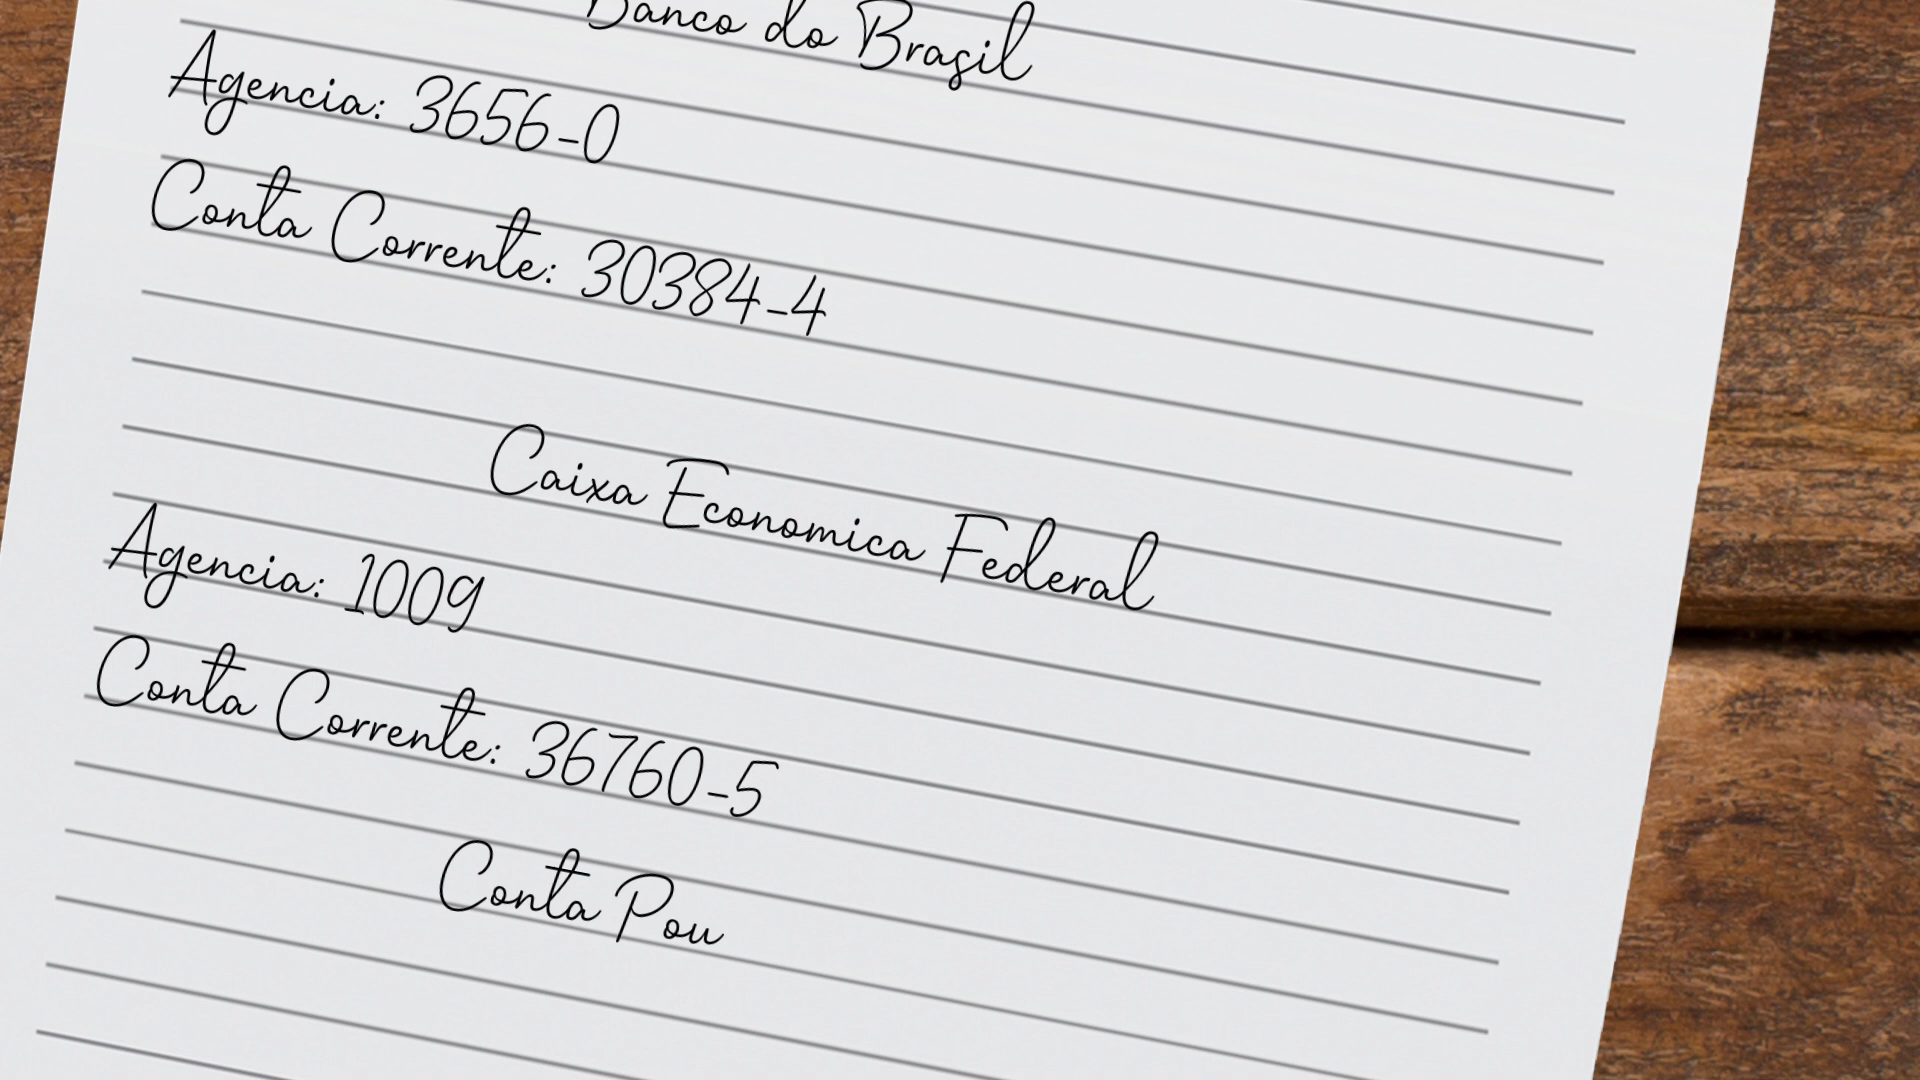 Banco do Brasil
Agencia: 3656-0
Conta Corrente: 30384-4
Caixa Economica Federal
Agencia: 1009
Conta Corrente: 36760-5
Conta Pou